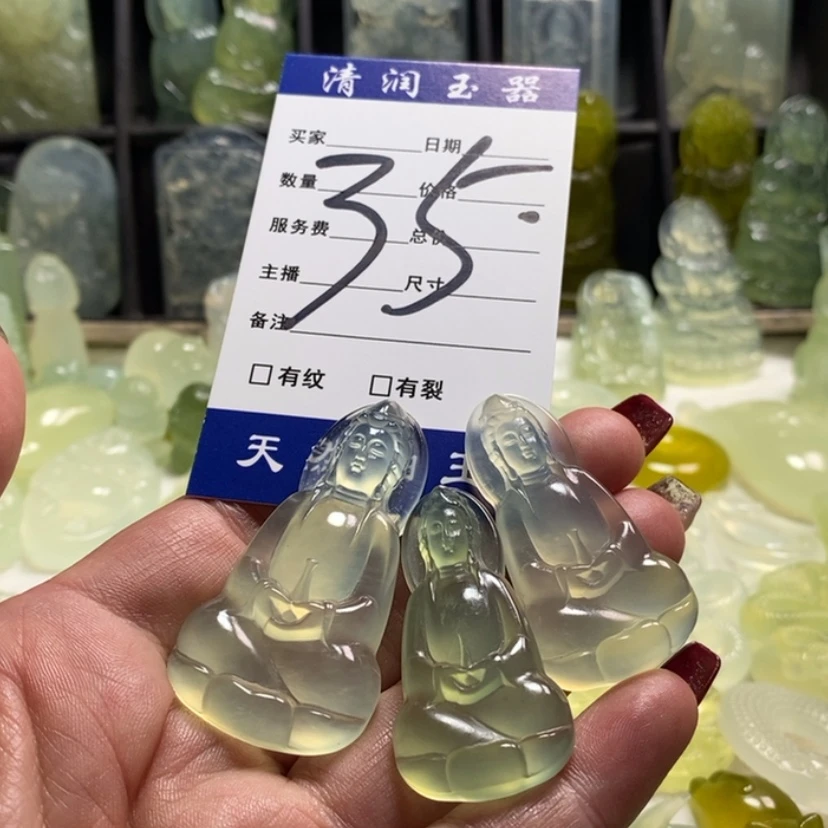 清润玉器
买家 日期
数量 价格
35.
服务费 总价
主播 尺寸
备注
□有纹 □有裂
天